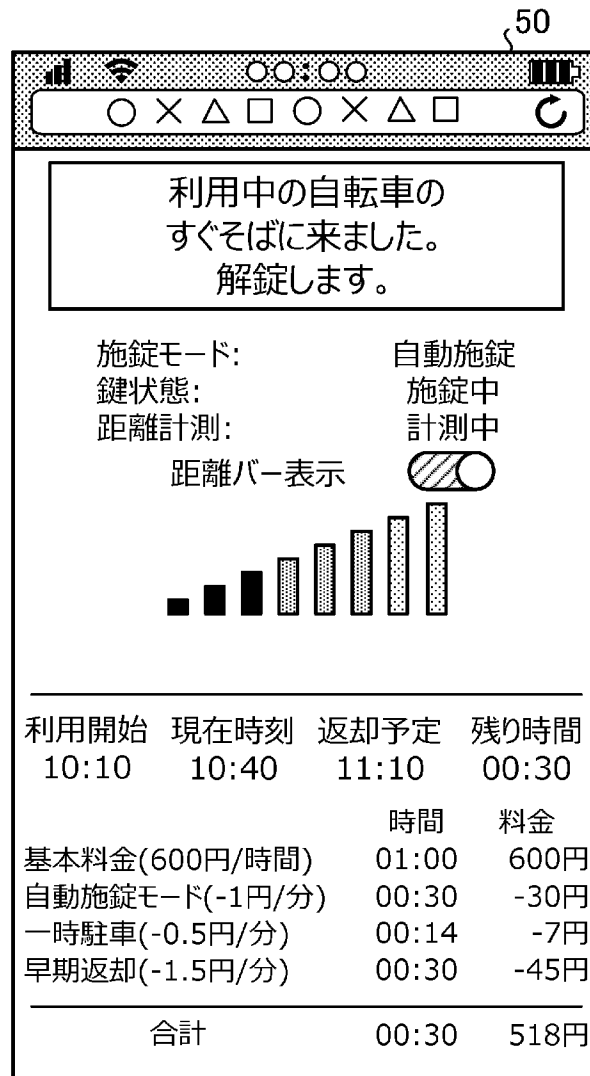 50
○○:○○
○×△□○×△□
利用中の自転車の
すぐそばに来ました。
解錠します。
施錠モード: 自動施錠
鍵状態: 施錠中
距離計測: 計測中
距離バー表示
利用開始 現在時刻 返却予定 残り時間
10:10 10:40 11:10 00:30
時間 料金
基本料金(600円/時間) 01:00 600円
自動施錠モード(-1円/分) 00:30 -30円
一時駐車(-0.5円/分) 00:14 -7円
早期返却(-1.5円/分) 00:30 -45円
合計 00:30 518円